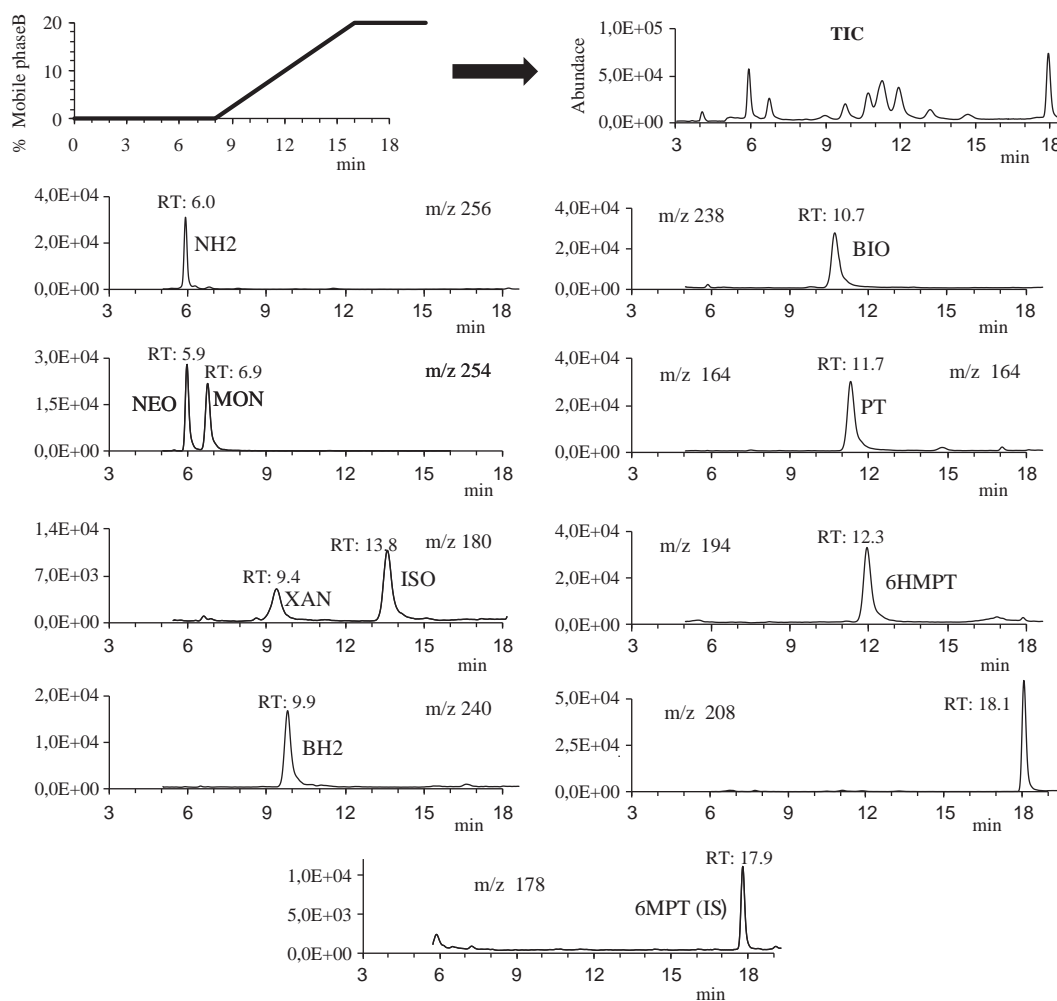 % Mobile phaseB
20
10
0
0 3 6 9 12 15 18
min
TIC
Abundace
1,0E+05
5,0E+04
0,0E+00
3 6 9 12 15 18
min
4,0E+04
2,0E+04
0,0E+00
RT: 6.0
m/z 256
NH2
3 6 9 12 15 18
min
4,0E+04
2,0E+04
0,0E+00
m/z 238
RT: 10.7
BIO
3 6 9 12 15 18
min
3,0E+04
1,5E+04
0,0E+00
RT: 5.9
RT: 6.9
m/z 254
NEO
MON
3 6 9 12 15 18
min
4,0E+04
2,0E+04
0,0E+00
m/z 164
RT: 11.7
m/z 164
PT
3 6 9 12 15 18
min
1,4E+04
7,0E+03
0,0E+00
RT: 13.8
m/z 180
RT: 9.4
XAN
ISO
3 6 9 12 15 18
min
4,0E+04
2,0E+04
0,0E+00
m/z 194
RT: 12.3
6HMPT
3 6 9 12 15 18
min
2,0E+04
1,0E+04
0,0E+00
RT: 9.9
m/z 240
BH2
3 6 9 12 15 18
min
5,0E+04
2,5E+04
0,0E+00
m/z 208
RT: 18.1
3 6 9 12 15 18
min
1,0E+04
5,0E+03
0,0E+00
m/z 178
RT: 17.9
6MPT (IS)
3 6 9 12 15 18
min